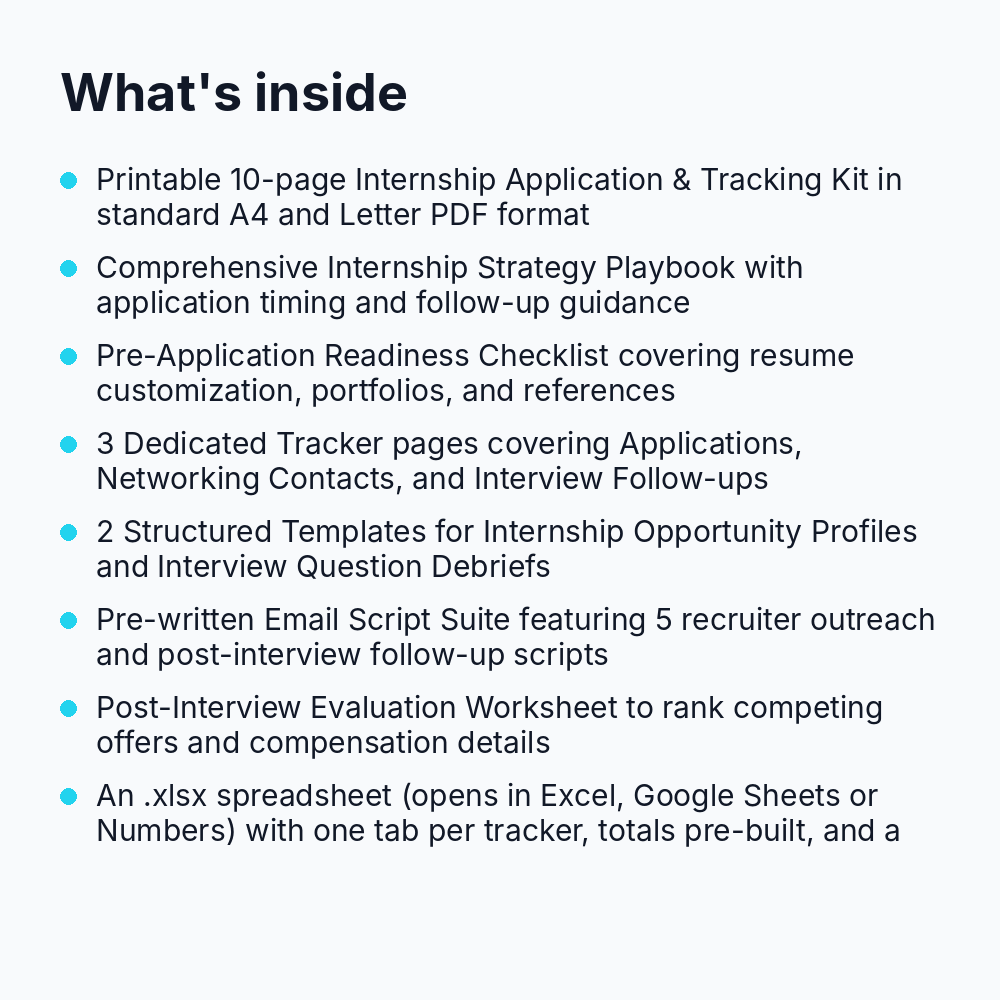 What's inside
Printable 10-page Internship Application & Tracking Kit in
standard A4 and Letter PDF format
Comprehensive Internship Strategy Playbook with
application timing and follow-up guidance
Pre-Application Readiness Checklist covering resume
customization, portfolios, and references
3 Dedicated Tracker pages covering Applications,
Networking Contacts, and Interview Follow-ups
2 Structured Templates for Internship Opportunity Profiles
and Interview Question Debriefs
Pre-written Email Script Suite featuring 5 recruiter outreach
and post-interview follow-up scripts
Post-Interview Evaluation Worksheet to rank competing
offers and compensation details
An .xlsx spreadsheet (opens in Excel, Google Sheets or
Numbers) with one tab per tracker, totals pre-built, and a